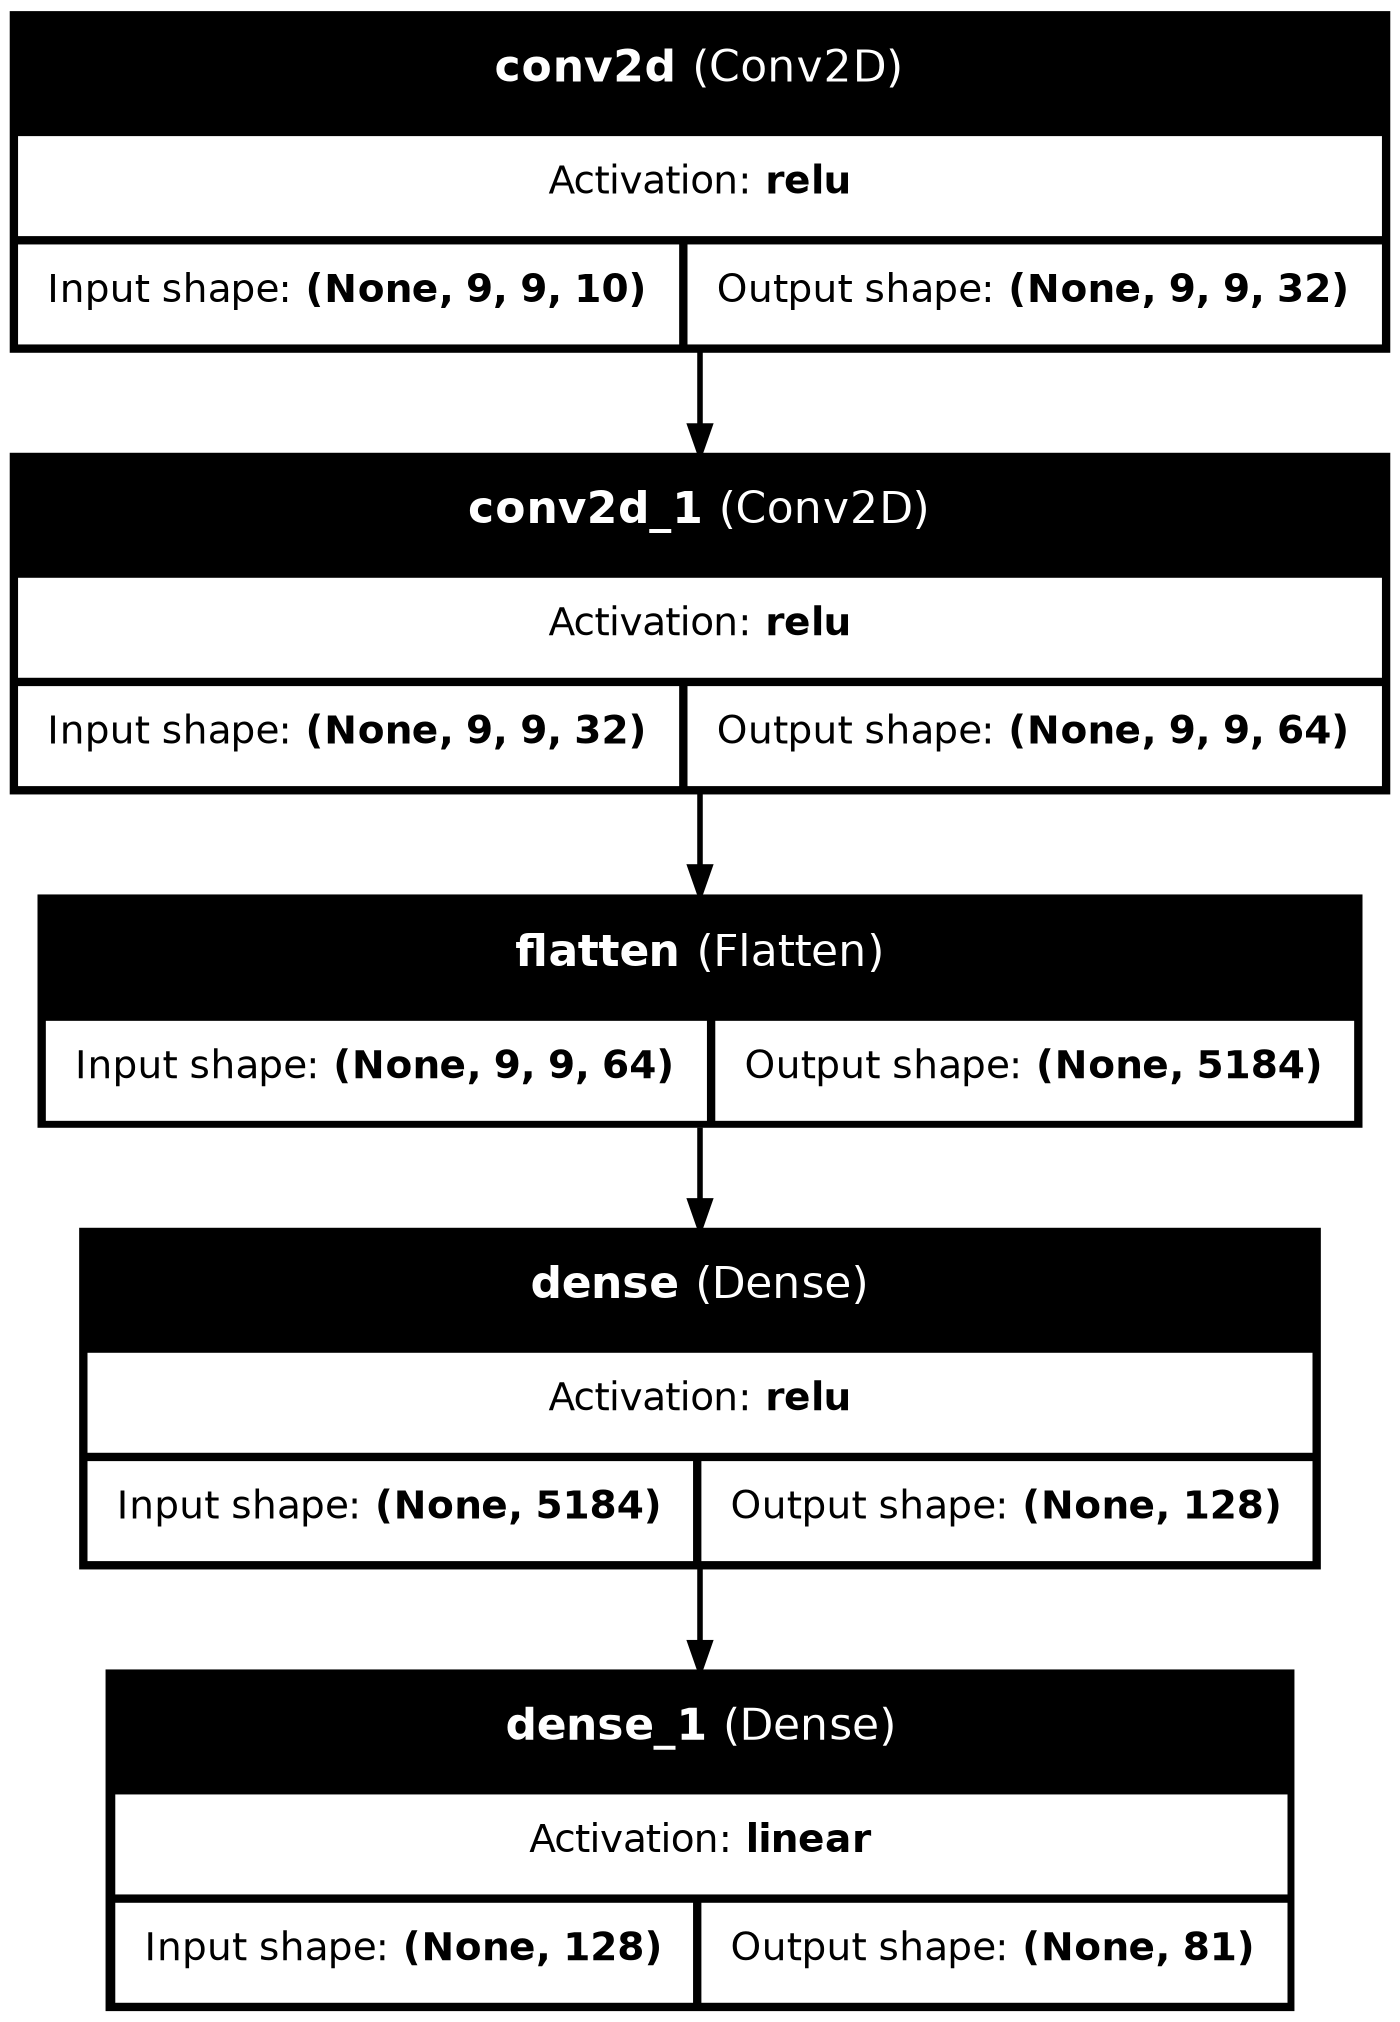 conv2d (Conv2D)
Activation: relu
Input shape: (None, 9, 9, 10) Output shape: (None, 9, 9, 32)
conv2d_1 (Conv2D)
Activation: relu
Input shape: (None, 9, 9, 32) Output shape: (None, 9, 9, 64)
flatten (Flatten)
Input shape: (None, 9, 9, 64) Output shape: (None, 5184)
dense (Dense)
Activation: relu
Input shape: (None, 5184) Output shape: (None, 128)
dense_1 (Dense)
Activation: linear
Input shape: (None, 128) Output shape: (None, 81)